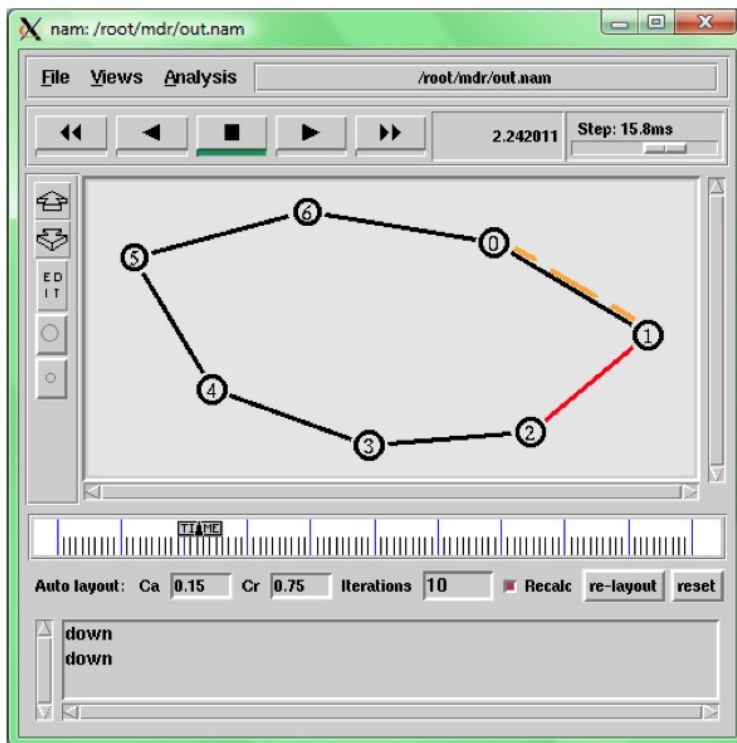 nam: /root/mdr/out.nam
File Views Analysis /root/mdr/out.nam
2.242011 Step: 15.8ms
6
0
5
ED
IT
1
4
2
3
TIME
Auto layout: Ca 0.15 Cr 0.75 Iterations 10 Recalc re-layout reset
down
down